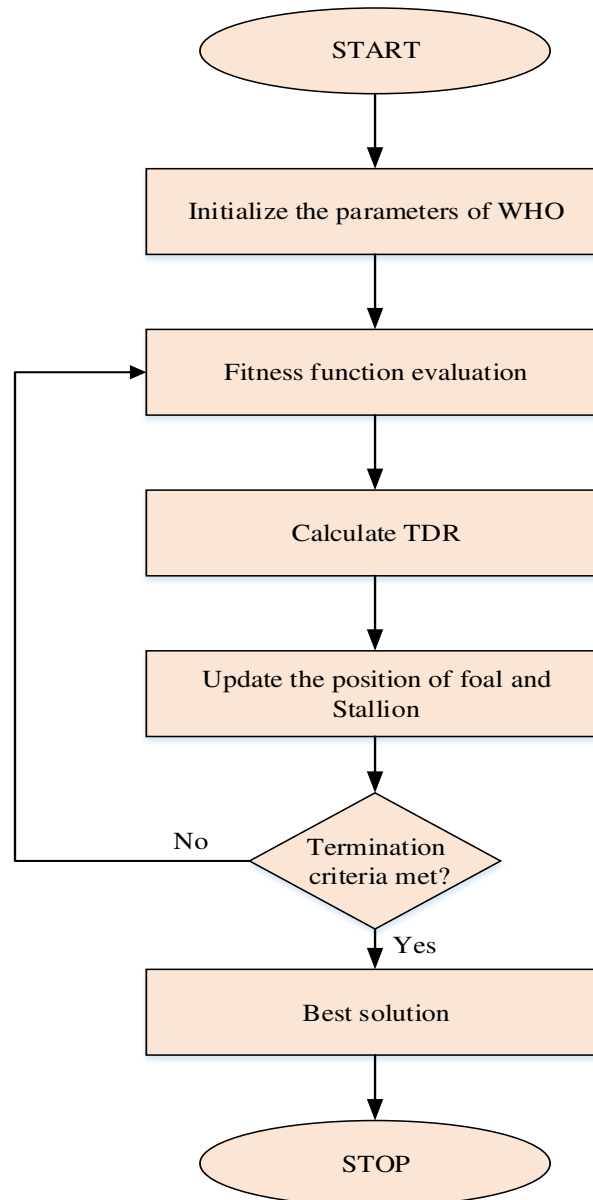 START
Initialize the parameters of WHO
Fitness function evaluation
Calculate TDR
Update the position of foal and
Stallion
No
Termination
criteria met?
Yes
Best solution
STOP